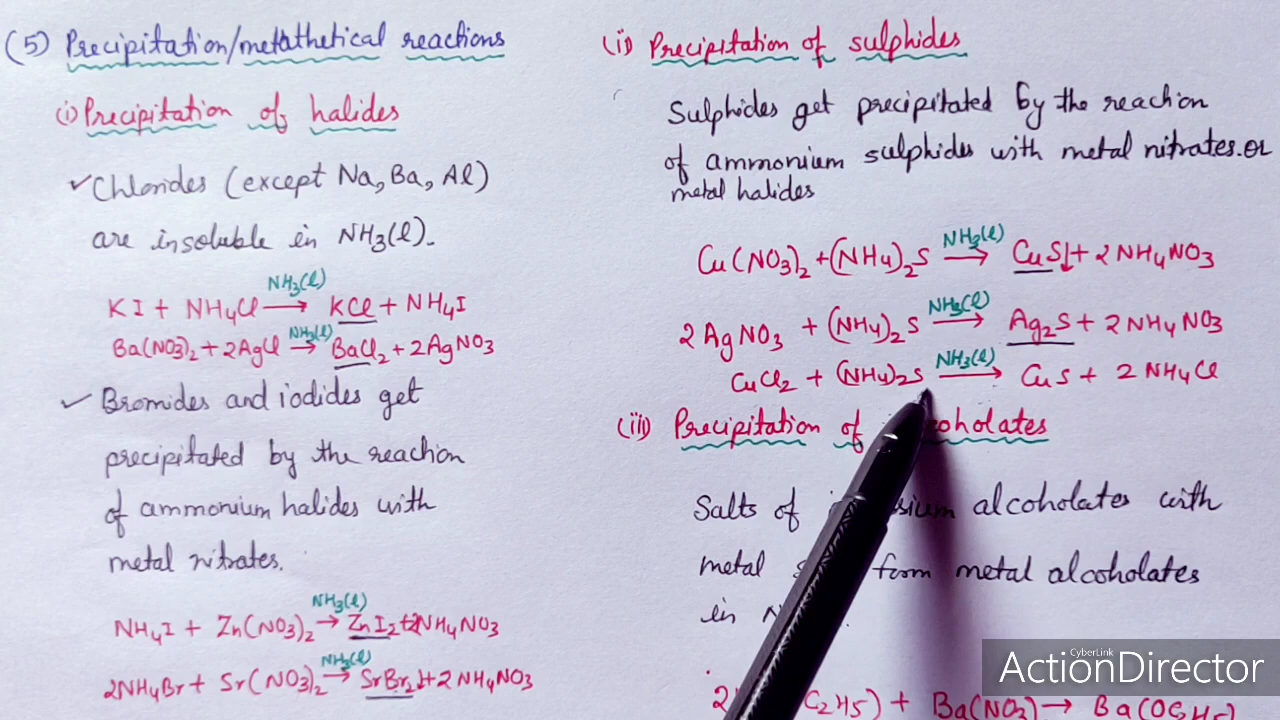 (5) Precipitation/metathetical reactions
(i) Precipitation of halides
✓Chlorides (except Na, Ba, Al)
are insoluble in NH3(l).
KI + NH4Cl —NH3(l)→ KCl + NH4I
Ba(NO3)2 + 2AgCl —NH3(l)→ BaCl2 + 2AgNO3
✓ Bromides and iodides get
precipitated by the reaction
of ammonium halides with
metal nitrates.
NH4I + Zn(NO3)2 —NH3(l)→ ZnI2 + 2NH4NO3
2NH4Br + Sr(NO3)2 —NH3(l)→ SrBr2↓ + 2NH4NO3
(ii) Precipitation of sulphides
Sulphides get precipitated by the reaction
of ammonium sulphides with metal nitrates. or
metal halides
Cu(NO3)2 + (NH4)2S —NH3(l)→ CuS↓ + 2NH4NO3
2AgNO3 + (NH4)2S —NH3(l)→ Ag2S + 2NH4NO3
CuCl2 + (NH4)2S —NH3(l)→ CuS + 2NH4Cl
(iii) Precipitation of coholates
Salts of sium alcoholates with
metal form metal alcoholates
in
C2H5) + Ba(NO3) → Ba(OC2H5)
CyberLink
ActionDirector